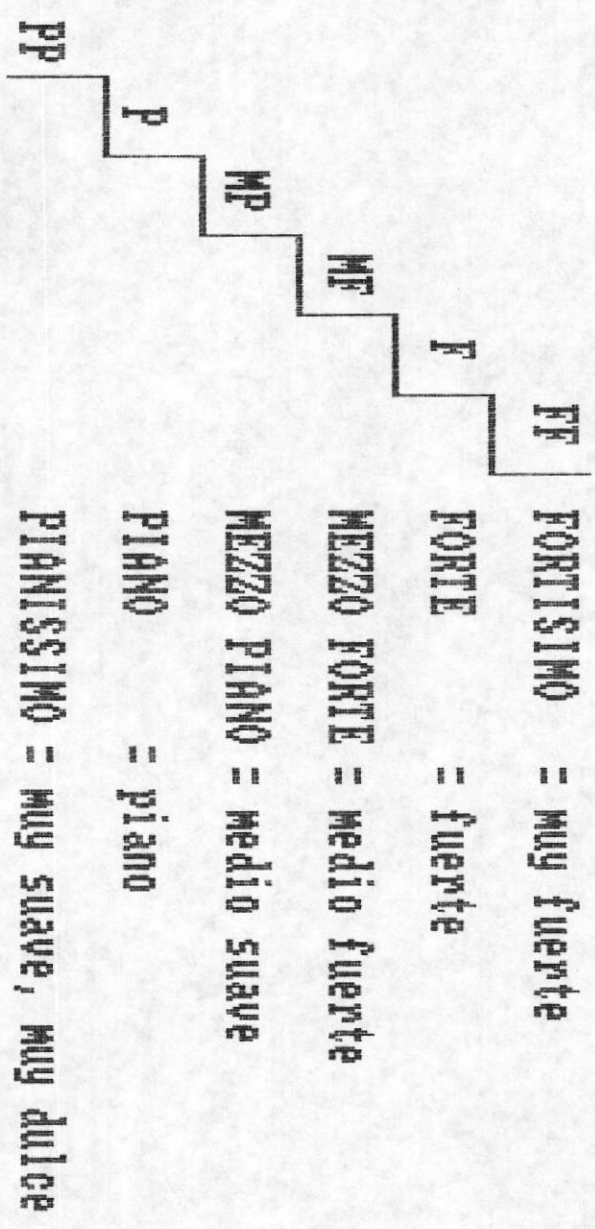 FF FORTISIMO = muy fuerte
F FORTE = fuerte
MF MEZZO FORTE = medio fuerte
MP MEZZO PIANO = medio suave
P PIANO = piano
PP PIANISSIMO = muy suave, muy dulce